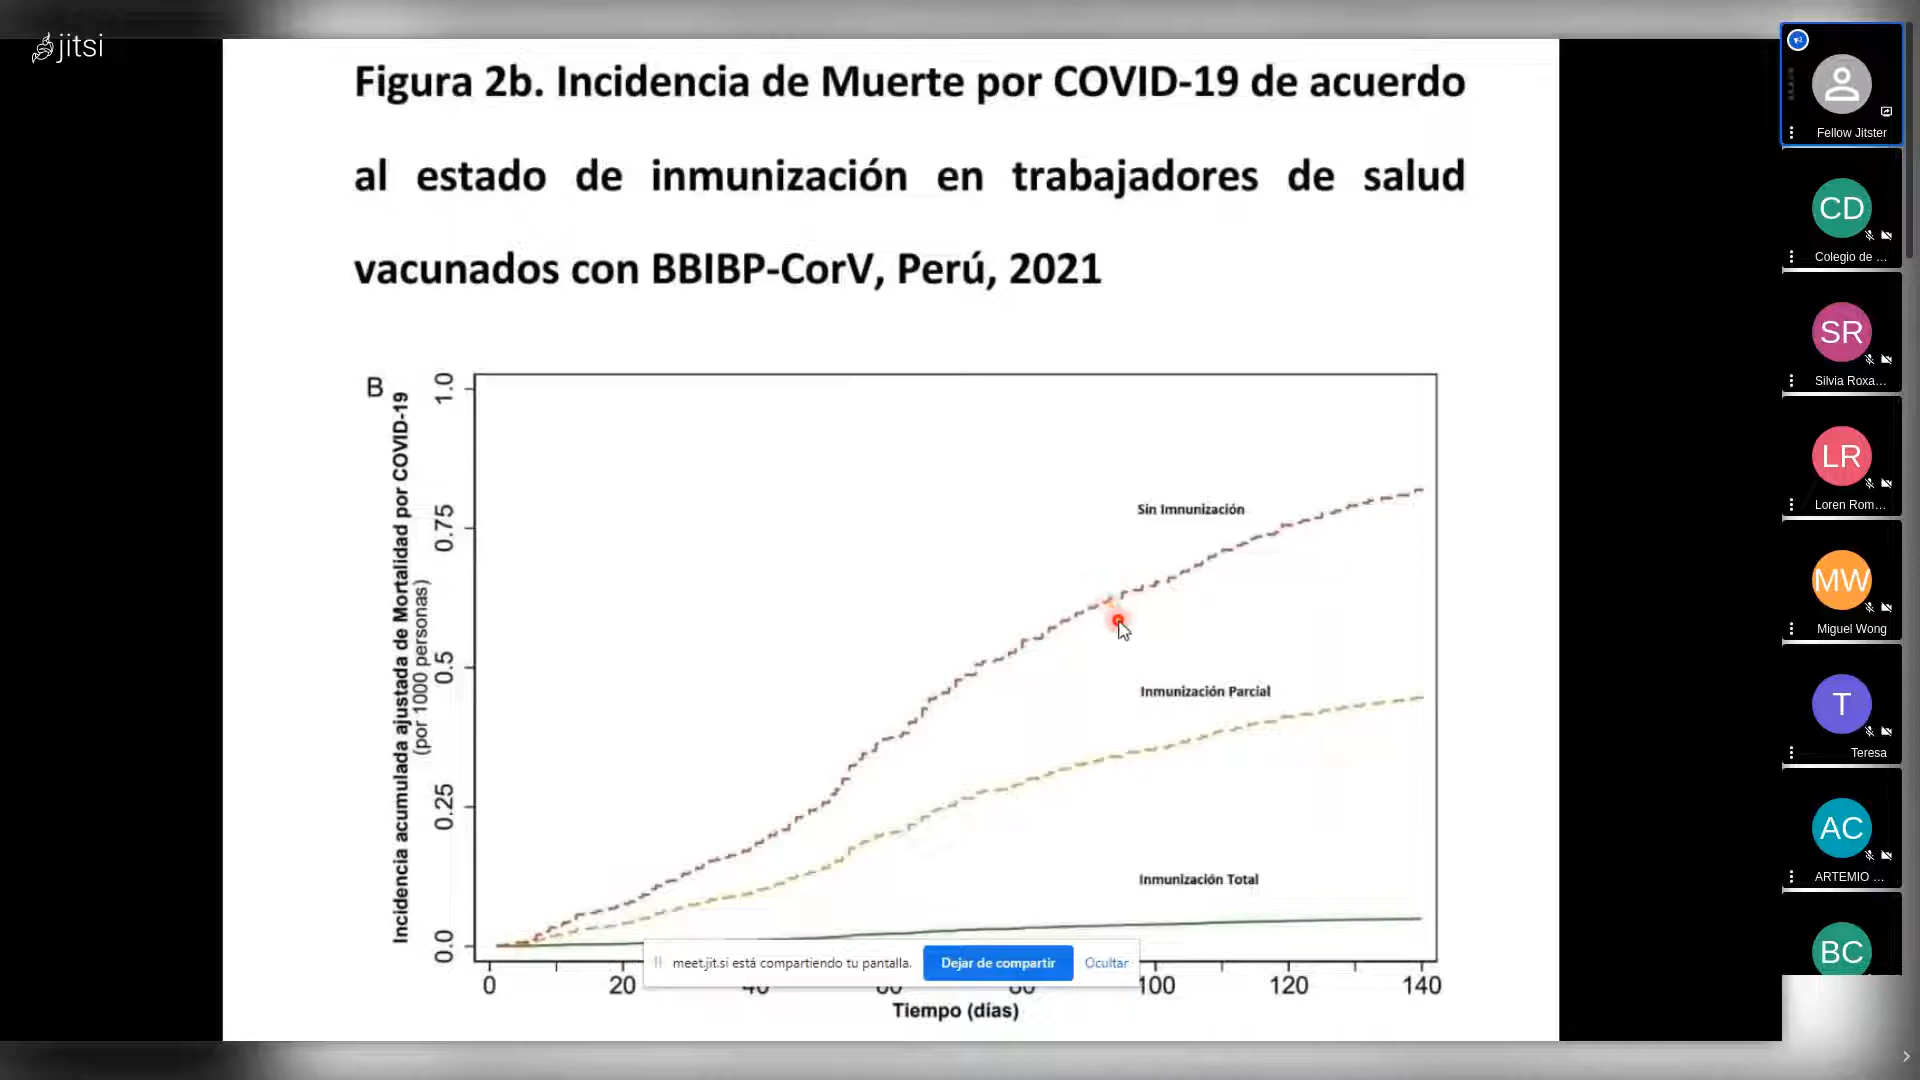 jitsi
Figura 2b. Incidencia de Muerte por COVID-19 de acuerdo
al estado de inmunización en trabajadores de salud
vacunados con BBIBP-CorV, Perú, 2021
B
Incidencia acumulada ajustada de Mortalidad por COVID-19
(por 1000 personas)
1.0
0.75
0.5
0.25
0.0
Sin Imnunización
Inmunización Parcial
Inmunización Total
meet.jit.si está compartiendo tu pantalla.
Dejar de compartir
Ocultar
0 20 40 60 80 100 120 140
Tiempo (días)
Fellow Jitster
CD
Colegio de ...
SR
Silvia Roxa...
LR
Loren Rom...
MW
Miguel Wong
T
Teresa
AC
ARTEMIO ...
BC